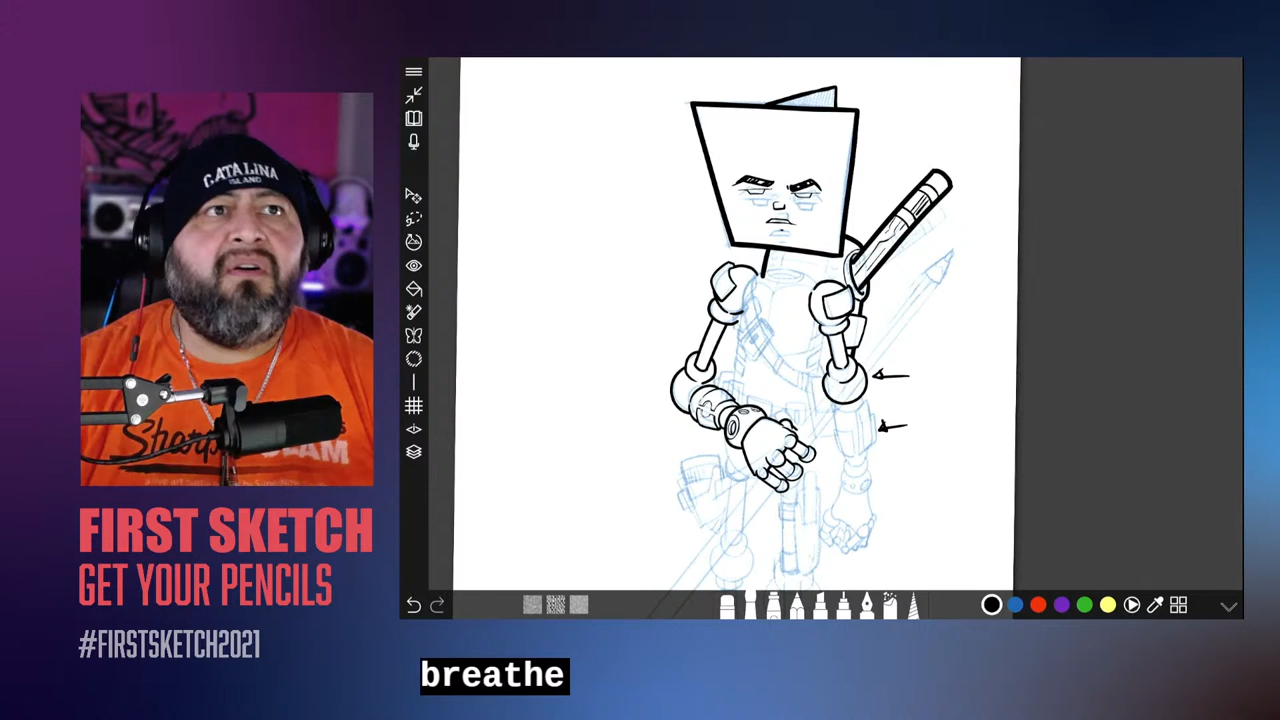 CATALINA
ISLAND
FIRST SKETCH
GET YOUR PENCILS
#FIRSTSKETCH2021
breathe